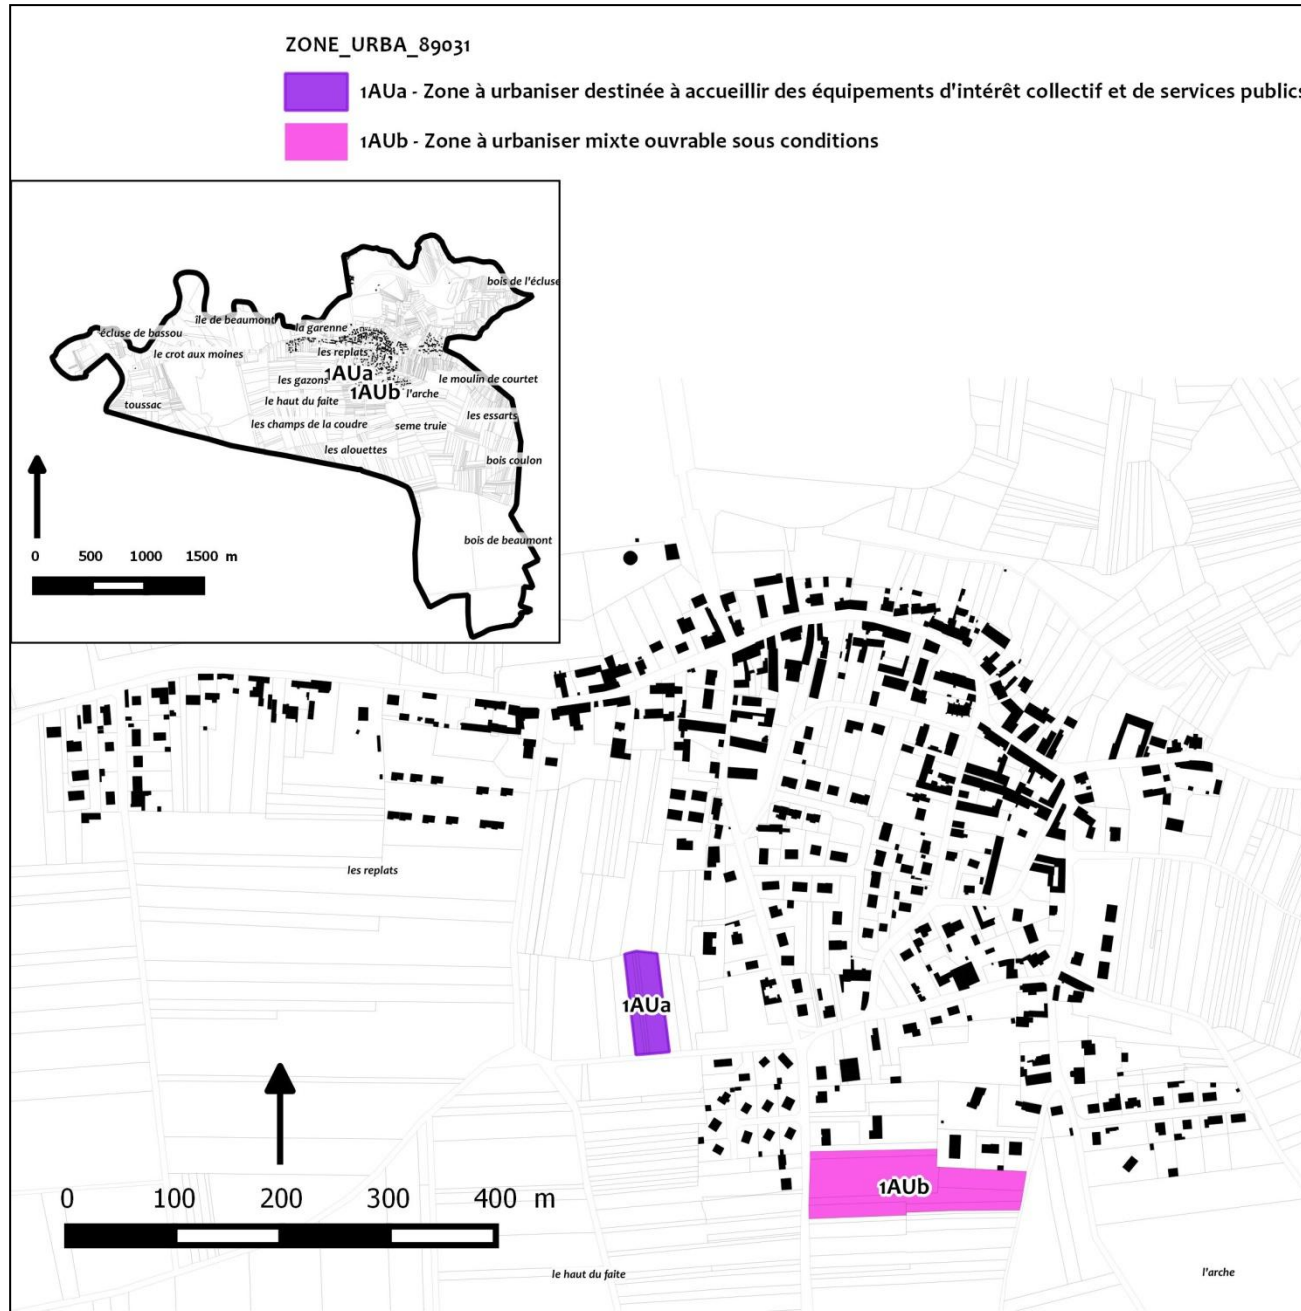 ZONE_URBA_89031
1AUa - Zone à urbaniser destinée à accueillir des équipements d'intérêt collectif et de services publics
1AUb - Zone à urbaniser mixte ouvrable sous conditions
bois de l'écluse
île de beaumont
la garenne
écluse de bassou
le crot aux moines
les replats
1AUa
les gazons
le moulin de courtet
1AUb
l'arche
le haut du faite
toussac
les essarts
les champs de la coudre
seme truie
les alouettes
bois coulon
bois de beaumont
0 500 1000 1500 m
les replats
1AUa
1AUb
0 100 200 300 400 m
le haut du faite
l'arche